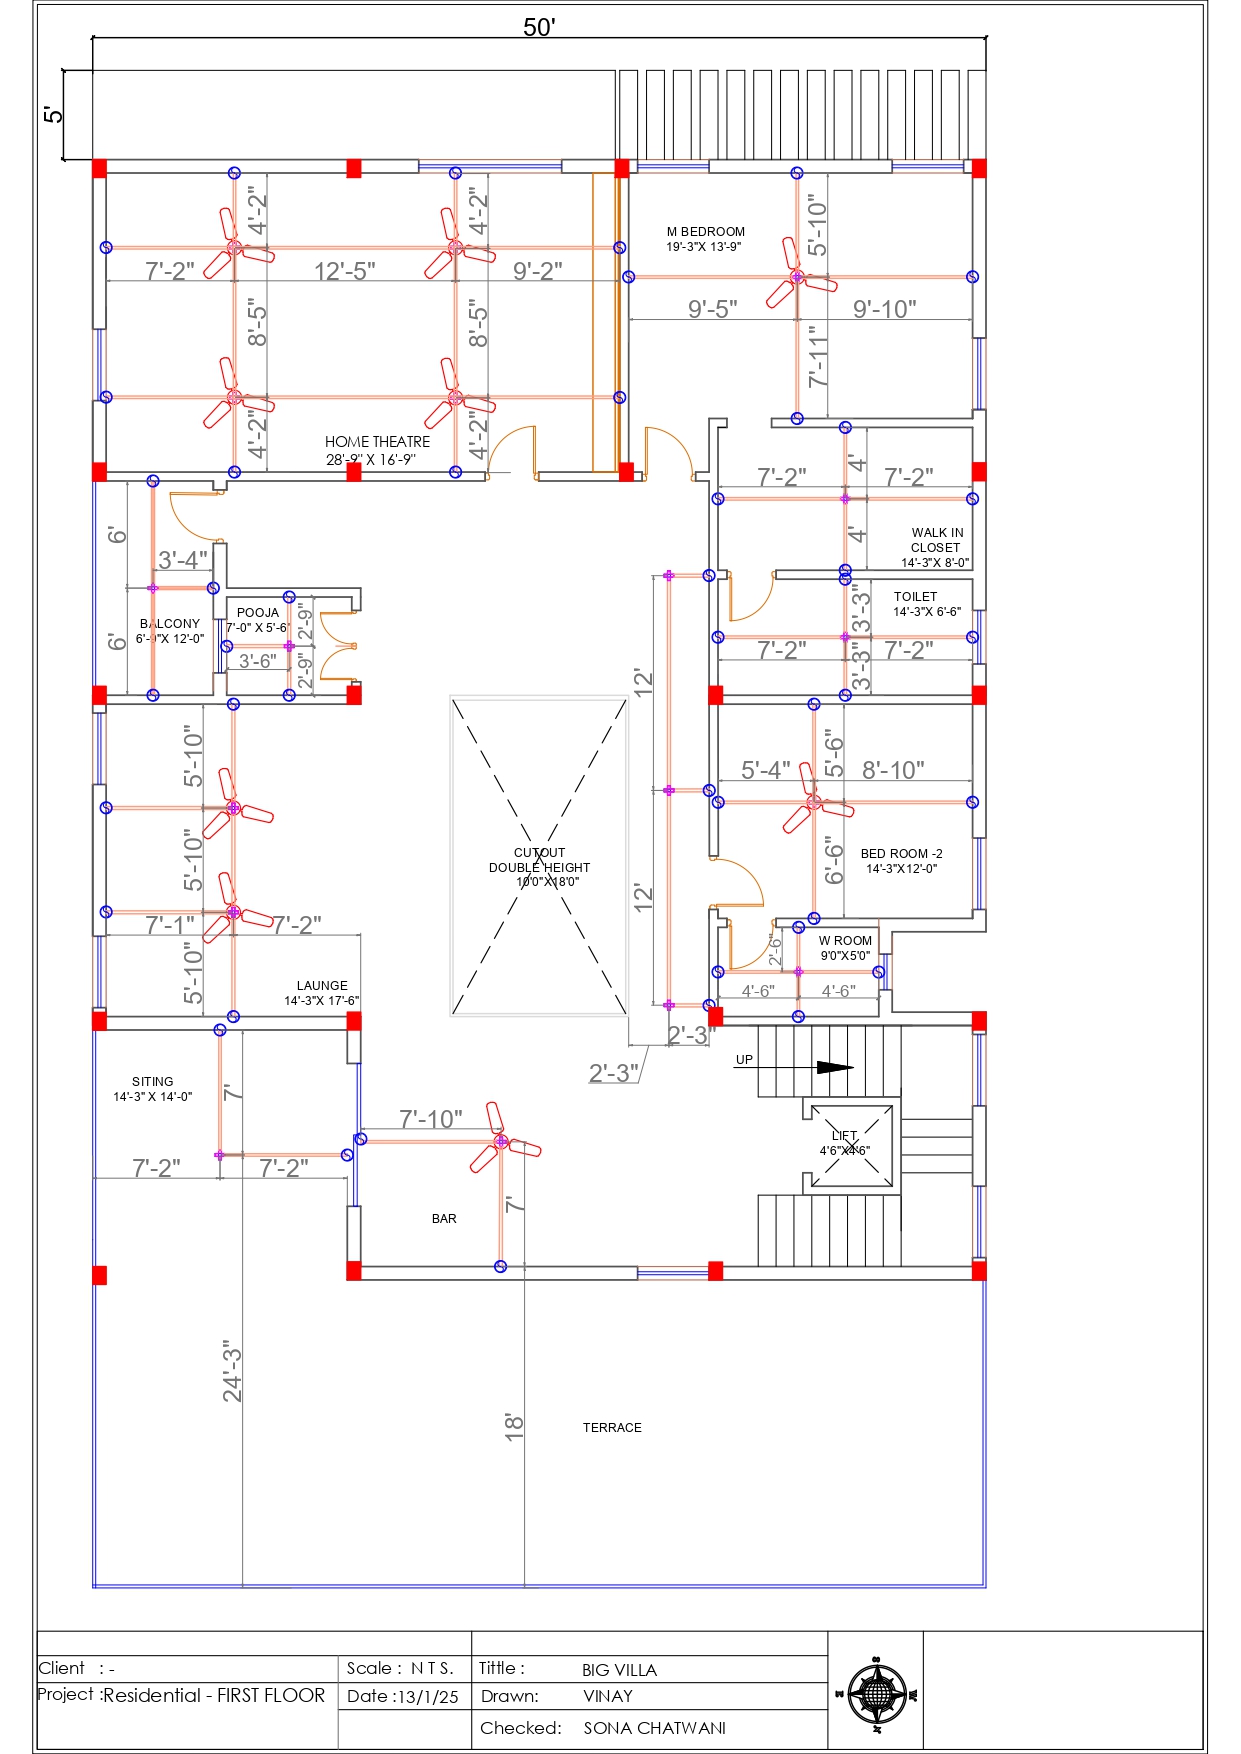 50'
5'
4'-2"
4'-2"
5'-10"
M BEDROOM
19'-3"X 13'-9"
7'-2"
12'-5"
9'-2"
9'-5"
9'-10"
8'-5"
8'-5"
7'-11"
4'-2"
4'-2"
HOME THEATRE
28'-9" X 16'-9"
7'-2"
4'
7'-2"
6'
4'
WALK IN
CLOSET
14'-3"X 8'-0"
3'-4"
TOILET
14'-3"X 6'-6"
3'-3"
POOJA
7'-0" X 5'-6"
2'-9"
BALCONY
6'-9"X 12'-0"
6'
3'-6"
2'-9"
7'-2"
7'-2"
3'-3"
12'
5'-10"
5'-6"
5'-4"
8'-10"
5'-10"
CUTOUT
DOUBLE HEIGHT
10'0"X18'0"
6'-6"
BED ROOM -2
14'-3"X12'-0"
12'
7'-1"
7'-2"
2'-6"
W ROOM
9'0"X5'0"
5'-10"
LAUNGE
14'-3"X 17'-6"
4'-6"
4'-6"
2'-3"
2'-3"
UP
SITING
14'-3" X 14'-0"
7'
7'-10"
LIFT
4'6"X4'6"
7'-2"
7'-2"
7'
BAR
24'-3"
18'
TERRACE
Client : -
Scale : N T S.
Tittle :
BIG VILLA
Project :Residential - FIRST FLOOR
Date :13/1/25
Drawn:
VINAY
Checked:
SONA CHATWANI
S
E
W
N